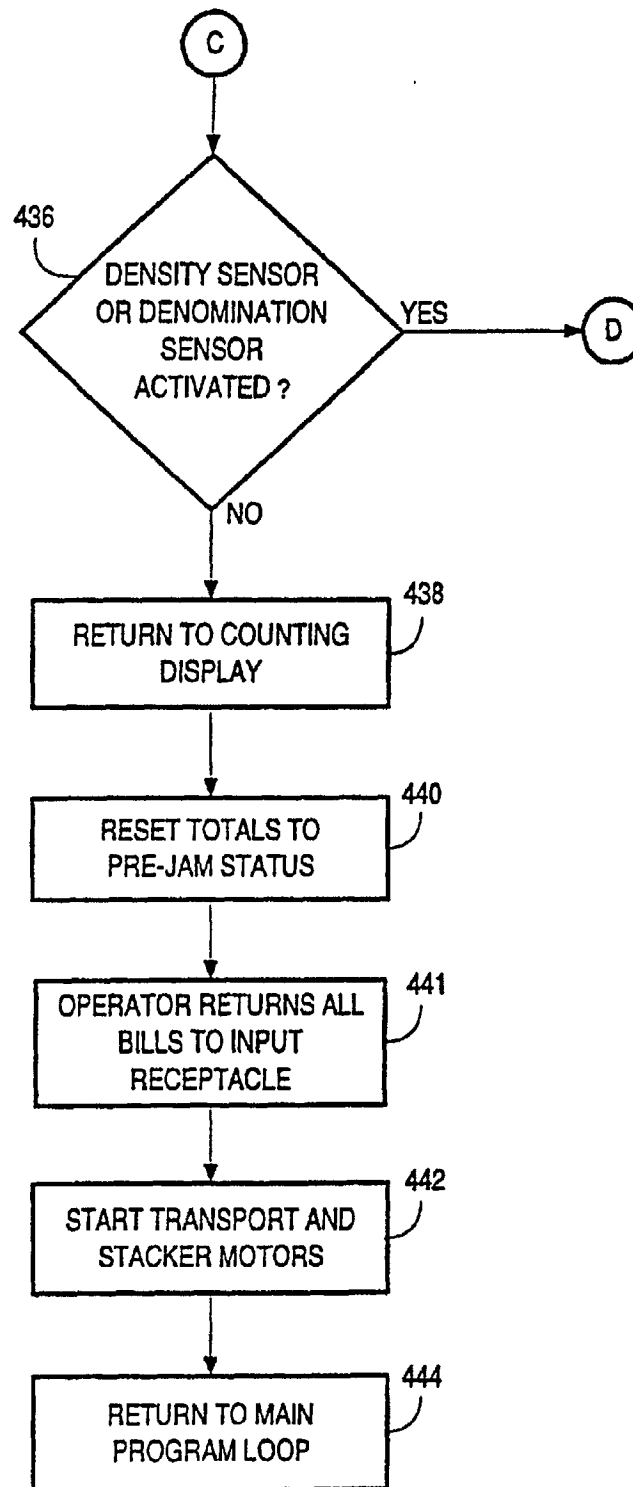 C
436
DENSITY SENSOR
OR DENOMINATION
SENSOR
ACTIVATED ?
YES
D
NO
438
RETURN TO COUNTING
DISPLAY
440
RESET TOTALS TO
PRE-JAM STATUS
441
OPERATOR RETURNS ALL
BILLS TO INPUT
RECEPTACLE
442
START TRANSPORT AND
STACKER MOTORS
444
RETURN TO MAIN
PROGRAM LOOP